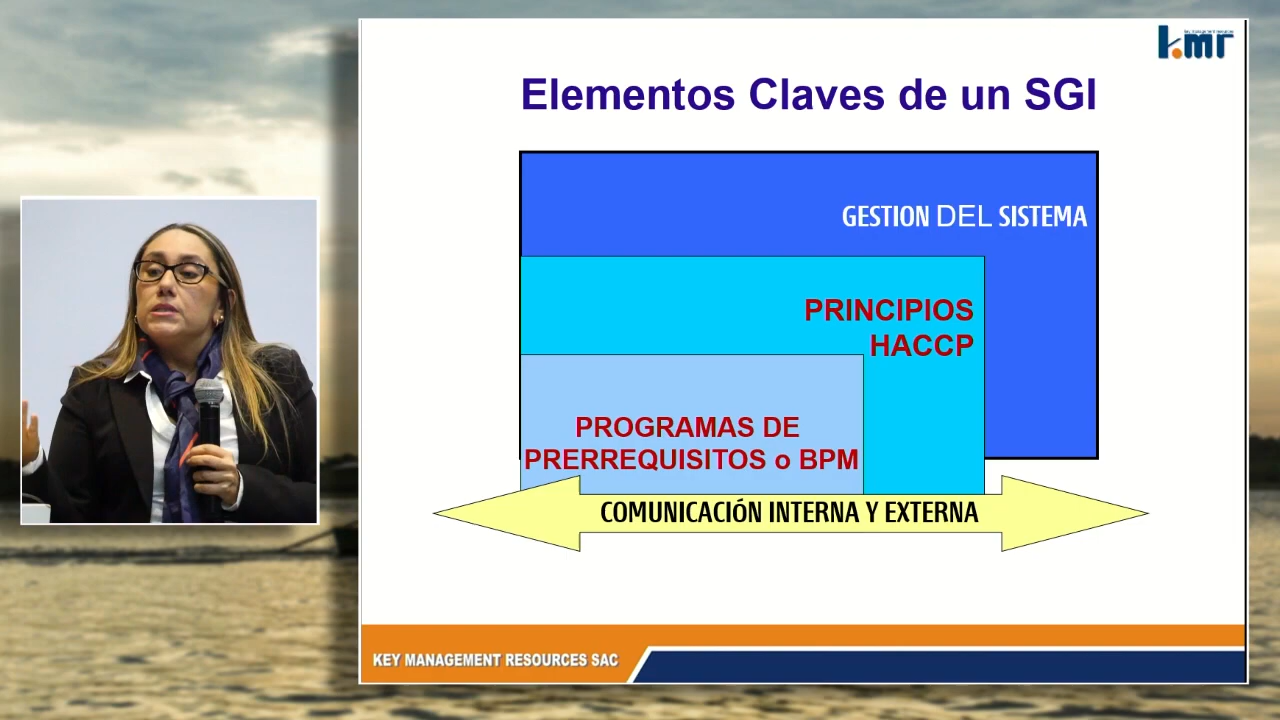 kmr
Elementos Claves de un SGI
GESTION DEL SISTEMA
PRINCIPIOS
HACCP
PROGRAMAS DE
PRERREQUISITOS o BPM
COMUNICACIÓN INTERNA Y EXTERNA
KEY MANAGEMENT RESOURCES SAC